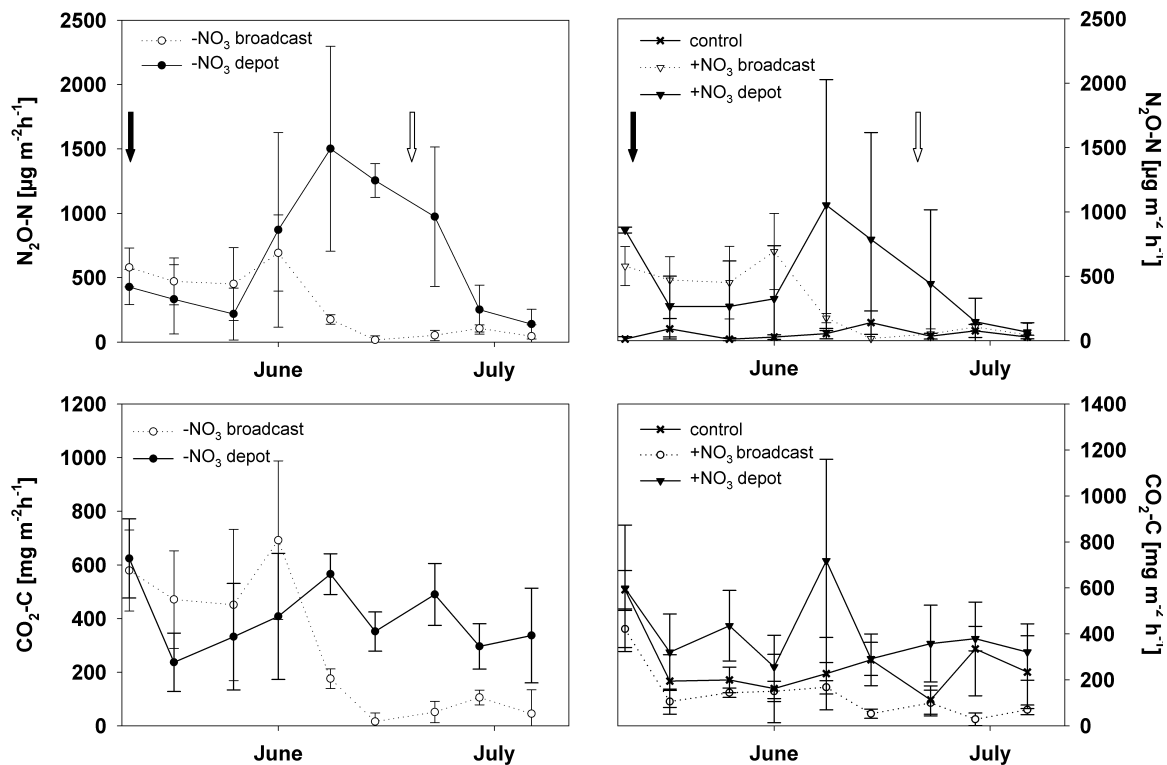 2500
2000
1500
1000
500
0
N₂O-N [µg m⁻²h⁻¹]
-NO₃ broadcast
-NO₃ depot
June
July
control
+NO₃ broadcast
+NO₃ depot
2500
2000
1500
1000
500
0
N₂O-N [µg m⁻² h⁻¹]
June
July
1200
1000
800
600
400
200
0
CO₂-C [mg m⁻²h⁻¹]
-NO₃ broadcast
-NO₃ depot
June
July
control
+NO₃ broadcast
+NO₃ depot
1400
1200
1000
800
600
400
200
0
CO₂-C [mg m⁻² h⁻¹]
June
July